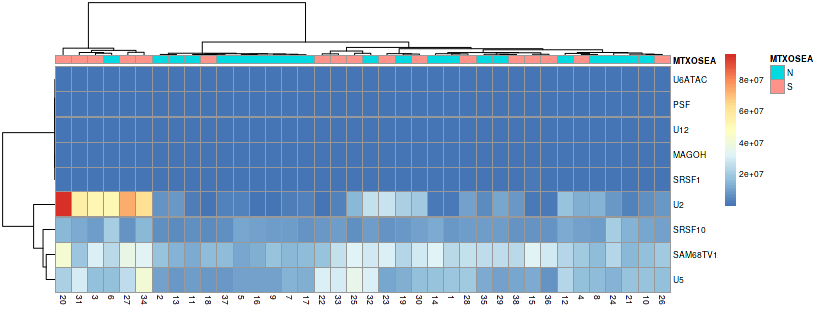 MTXOSEA
U6ATAC
PSF
U12
MAGOH
SRSF1
U2
SRSF10
SAM68TV1
U5
20 31 3 6 27 34 2 13 11 18 37 5 16 9 7 17 22 33 25 32 23 19 30 14 1 28 35 29 38 15 36 12 4 8 24 21 10 26
8e+07
6e+07
4e+07
2e+07
MTXOSEA
N
S